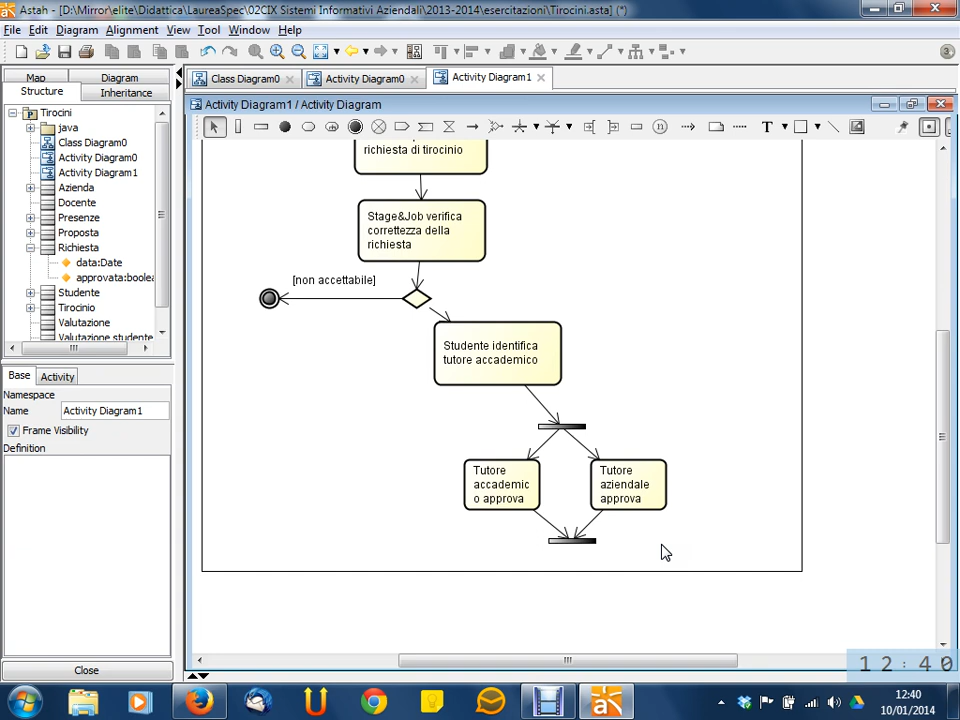 Astah - [D:\Mirror\elite\Didattica\LaureaSpec\02CIX Sistemi Informativi Aziendali\2013-2014\esercitazioni\Tirocini.asta] (*)
File Edit Diagram Alignment View Tool Window Help
3
Map Diagram
Structure Inheritance
Tirocini
java
Class Diagram0
Activity Diagram0
Activity Diagram1
Azienda
Docente
Presenze
Proposta
Richiesta
data:Date
approvata:boolea
Studente
Tirocinio
Valutazione
Valutazione studente
Base Activity
Namespace
Name Activity Diagram1
Frame Visibility
Definition
Close
Class Diagram0 Activity Diagram0 Activity Diagram1
Activity Diagram1 / Activity Diagram
T
richiesta di tirocinio
Stage&Job verifica
correttezza della
richiesta
[non accettabile]
Studente identifica
tutore accademico
Tutore
accademic
o approva
Tutore
aziendale
approva
12:40
12:40
10/01/2014